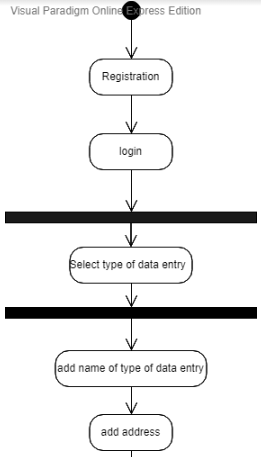 Visual Paradigm Online Express Edition
Registration
login
Select type of data entry
add name of type of data entry
add address